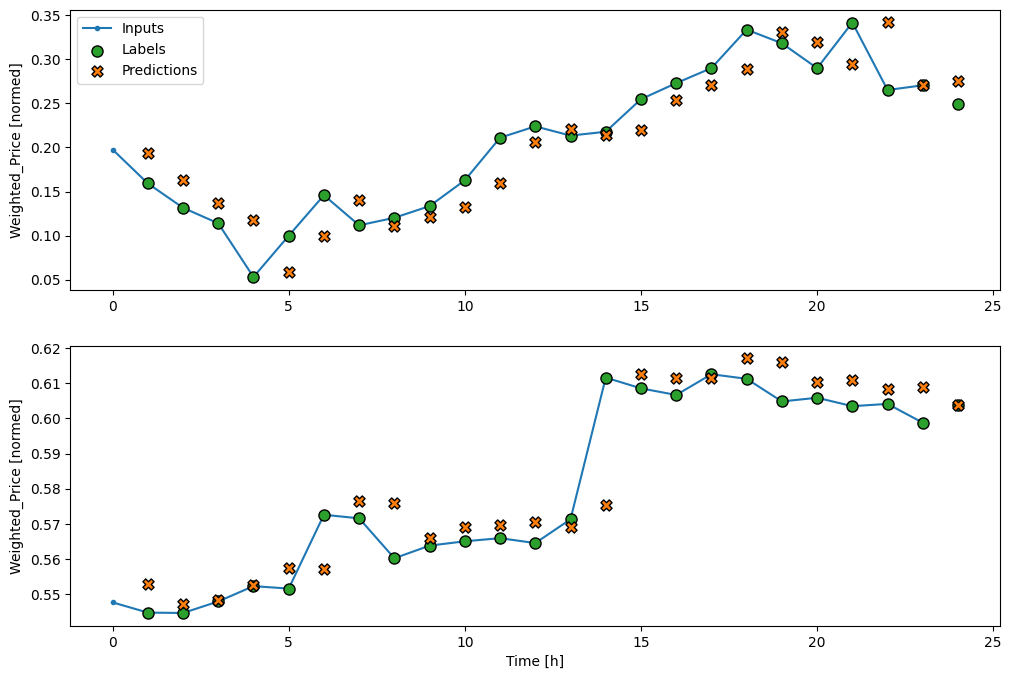 Inputs
Labels
Predictions
Weighted_Price [normed]
0.35
0.30
0.25
0.20
0.15
0.10
0.05
0 5 10 15 20 25
Weighted_Price [normed]
0.62
0.61
0.60
0.59
0.58
0.57
0.56
0.55
0 5 10 15 20 25
Time [h]